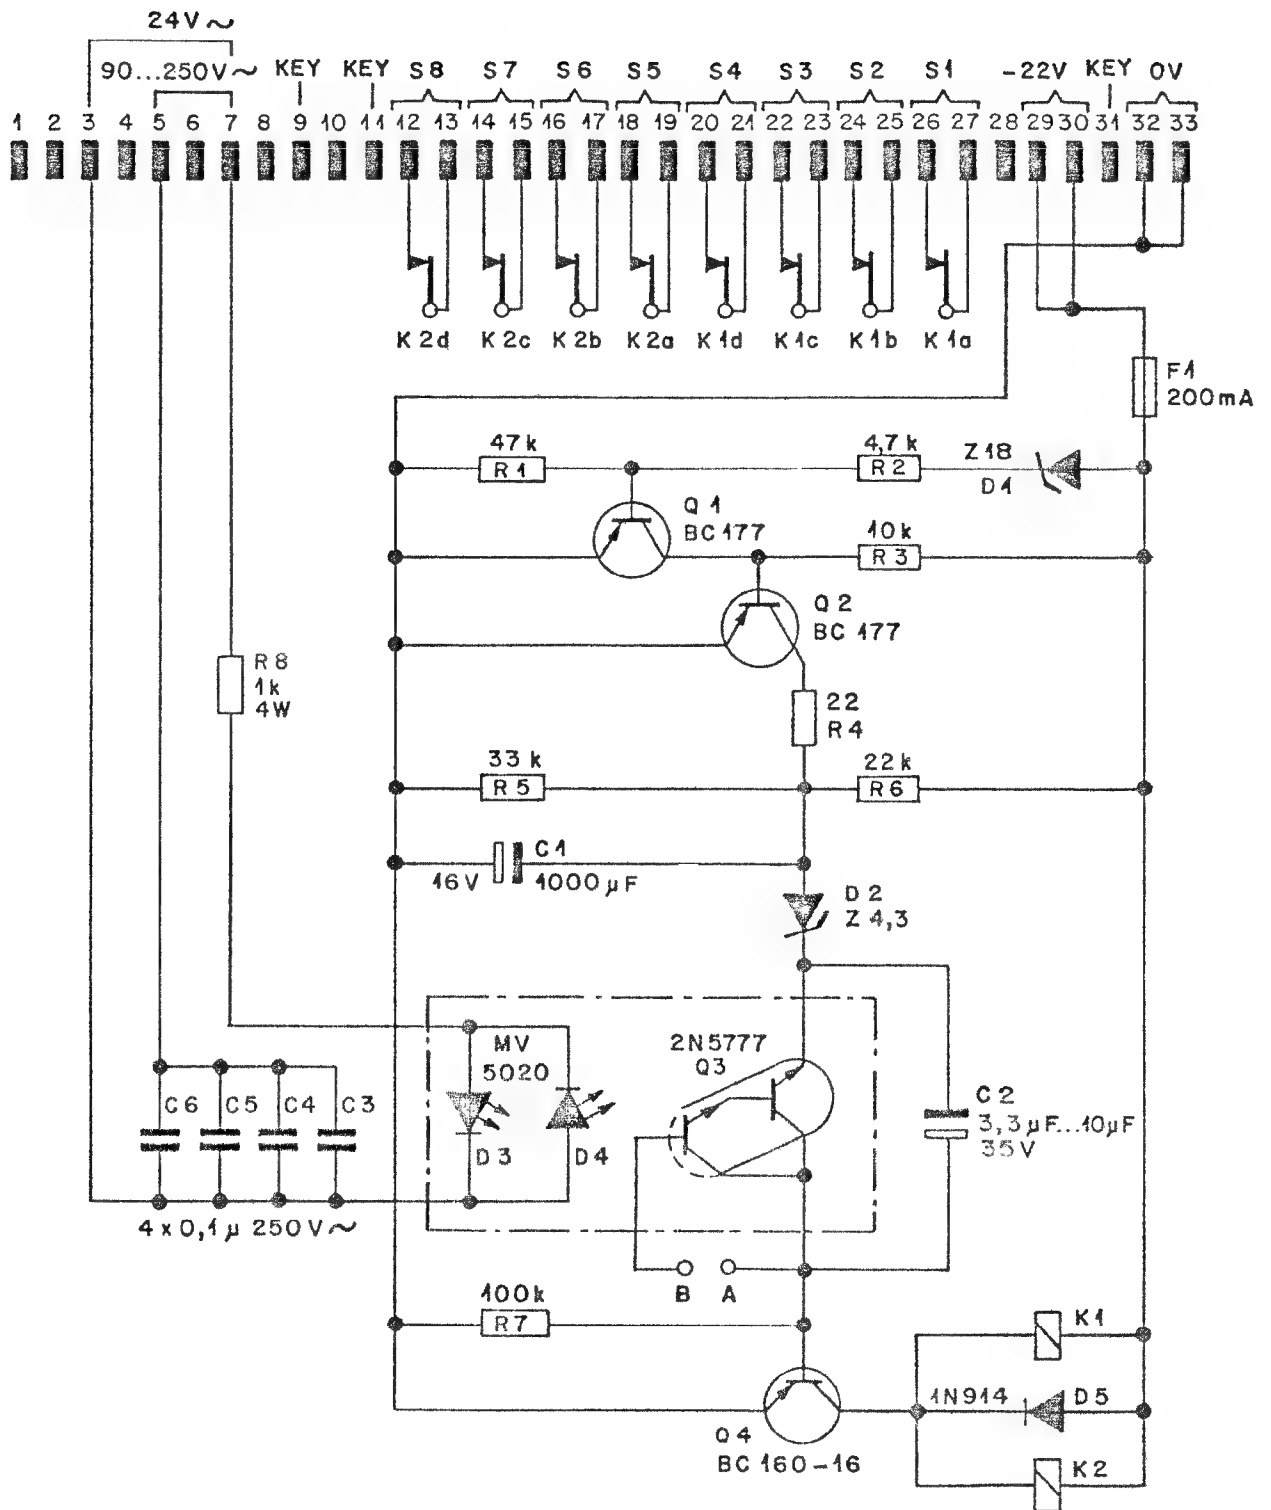 24V ~
90...250V ~ KEY KEY S8 S7 S6 S5 S4 S3 S2 S1 -22V KEY 0V
1 2 3 4 5 6 7 8 9 10 11 12 13 14 15 16 17 18 19 20 21 22 23 24 25 26 27 28 29 30 31 32 33
K2d K2c K2b K2a K1d K1c K1b K1a
F1
200mA
47k
R1
4,7k
R2
Z18
D1
Q1
BC177
10k
R3
Q2
BC 177
R8
1k
4W
22
R4
33k
R5
22k
R6
C1
16V
1000µF
D2
Z 4,3
MV
5020
2N5777
Q3
C6 C5 C4 C3
D3 D4
C2
3,3µF...10µF
35V
4x0,1µ 250V~
B A
100k
R7
K1
1N914
D5
Q4
BC 160-16
K2